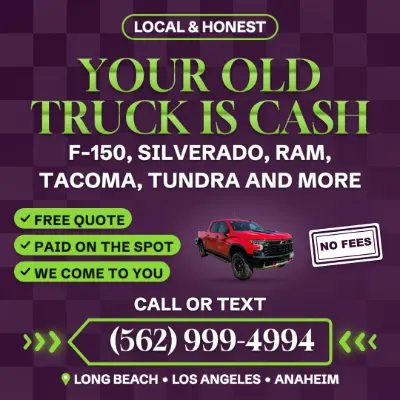 LOCAL & HONEST
YOUR OLD
TRUCK IS CASH
F-150, SILVERADO, RAM,
TACOMA, TUNDRA AND MORE
FREE QUOTE
PAID ON THE SPOT
WE COME TO YOU
NO FEES
CALL OR TEXT
(562) 999-4994
LONG BEACH • LOS ANGELES • ANAHEIM